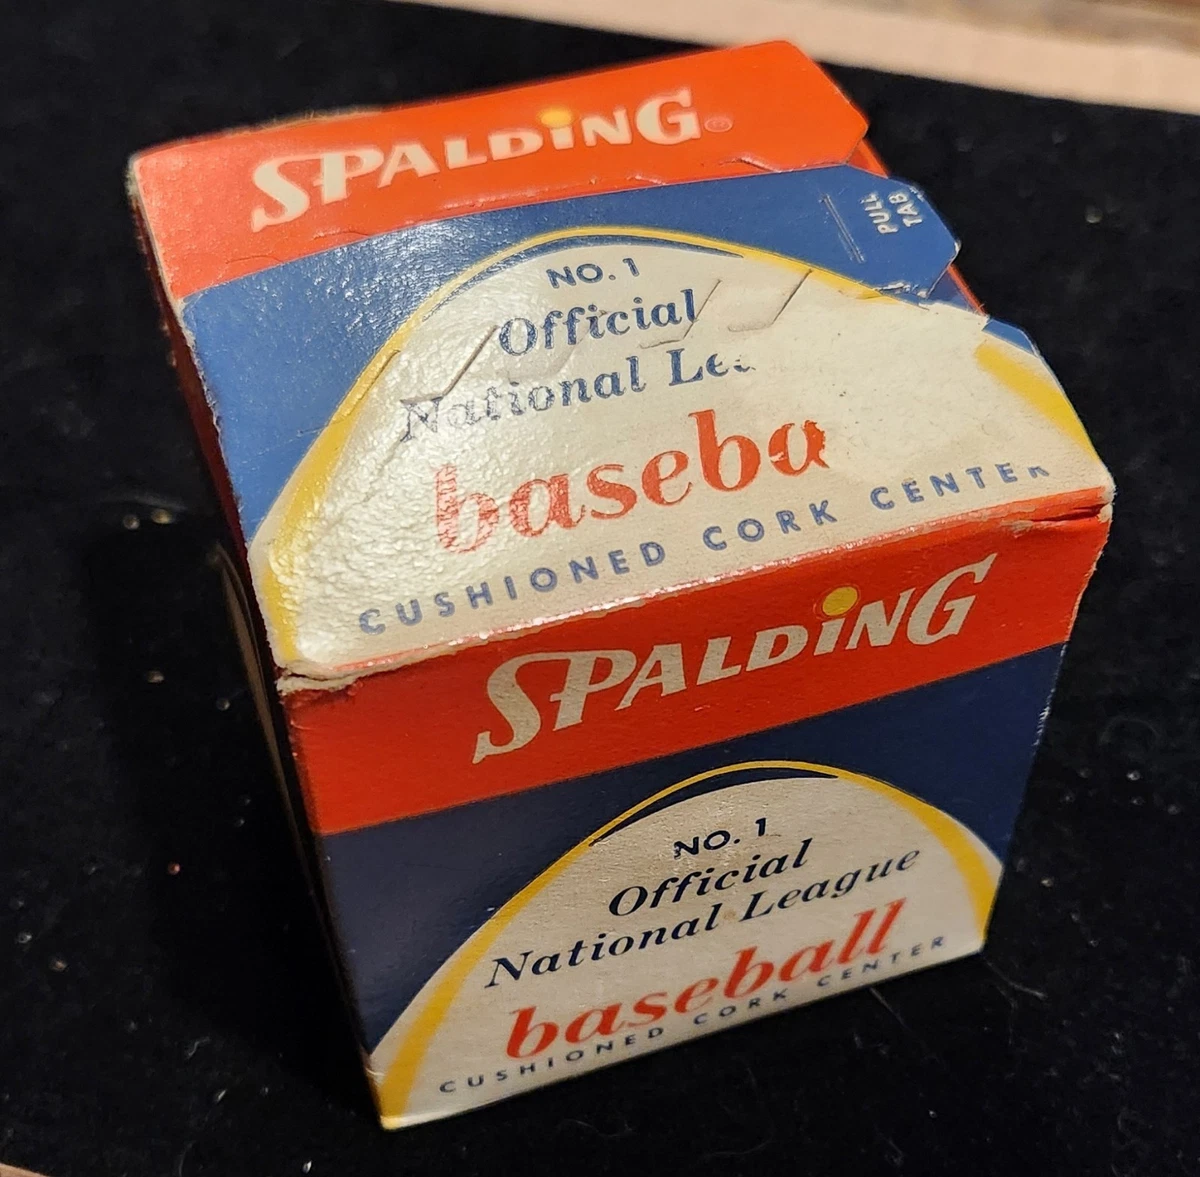 SPALDING
PULL
TAB
NO. 1
Official
National Le
baseba
CUSHIONED CORK CENTER
SPALDING
NO. 1
Official
National League
baseball
CUSHIONED CORK CENTER